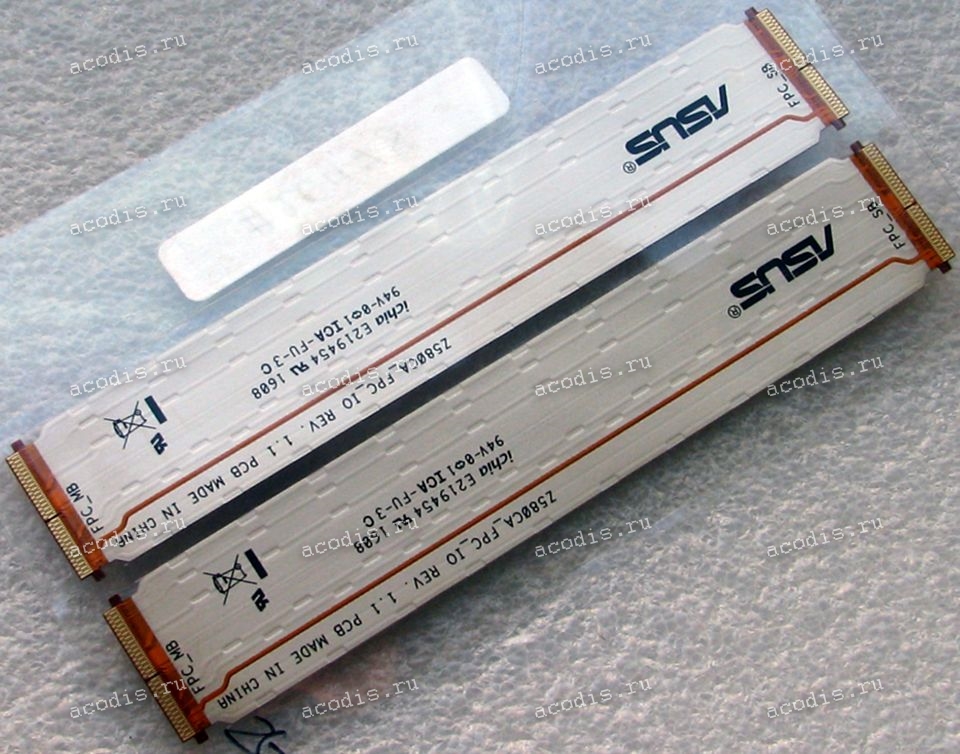 FPC_SB
ASUS®
ichia E219454 1608
94V-0 ICA-FU-3C
Z580CA_FPC_IO REV. 1.1 PCB MADE IN CHINA
FPC_MB
FPC_SB
ASUS®
ichia E219454 1608
94V-0 ICA-FU-3C
Z580CA_FPC_IO REV. 1.1 PCB MADE IN CHINA
FPC_MB
acodis.ru